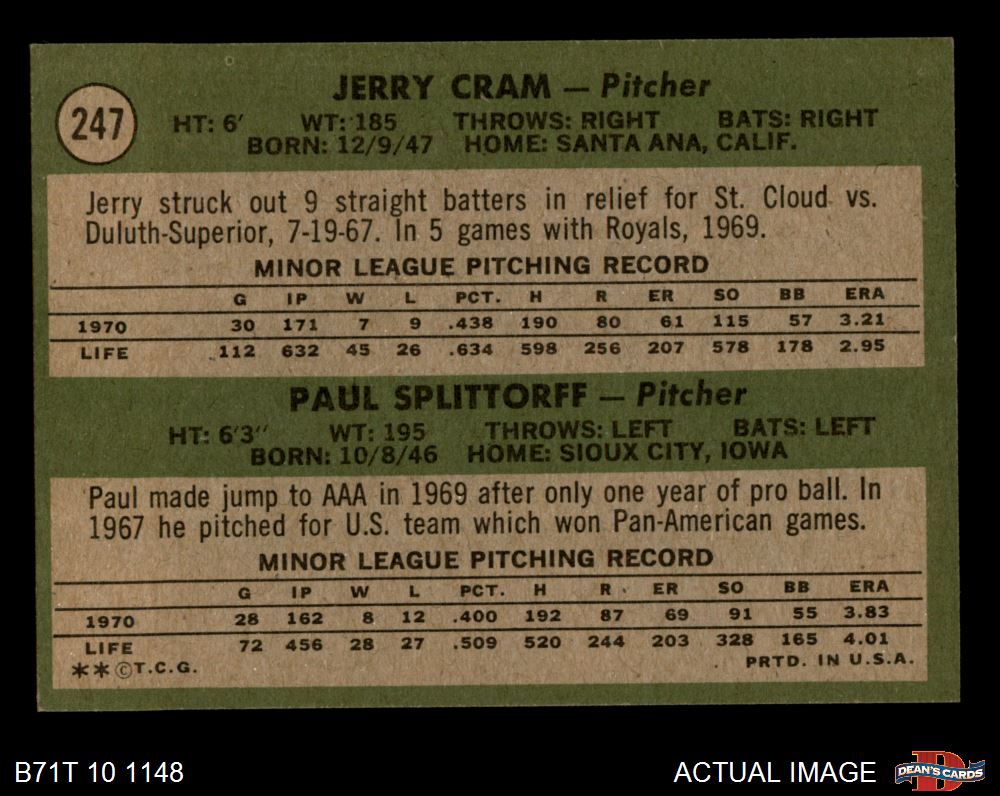 247
JERRY CRAM — Pitcher
HT: 6' WT: 185 THROWS: RIGHT BATS: RIGHT
BORN: 12/9/47 HOME: SANTA ANA, CALIF.
Jerry struck out 9 straight batters in relief for St. Cloud vs.
Duluth-Superior, 7-19-67. In 5 games with Royals, 1969.
MINOR LEAGUE PITCHING RECORD
G IP W L PCT. H R ER SO BB ERA
1970 30 171 7 9 .438 190 80 61 115 57 3.21
LIFE 112 632 45 26 .634 598 256 207 578 178 2.95
PAUL SPLITTORFF — Pitcher
HT: 6'3" WT: 195 THROWS: LEFT BATS: LEFT
BORN: 10/8/46 HOME: SIOUX CITY, IOWA
Paul made jump to AAA in 1969 after only one year of pro ball. In
1967 he pitched for U.S. team which won Pan-American games.
MINOR LEAGUE PITCHING RECORD
G IP W L PCT. H R ER SO BB ERA
1970 28 162 8 12 .400 192 87 69 91 55 3.83
LIFE 72 456 28 27 .509 520 244 203 328 165 4.01
**©T.C.G. PRTD. IN U.S.A.
B71T 10 1148 ACTUAL IMAGE DEAN'S CARDS